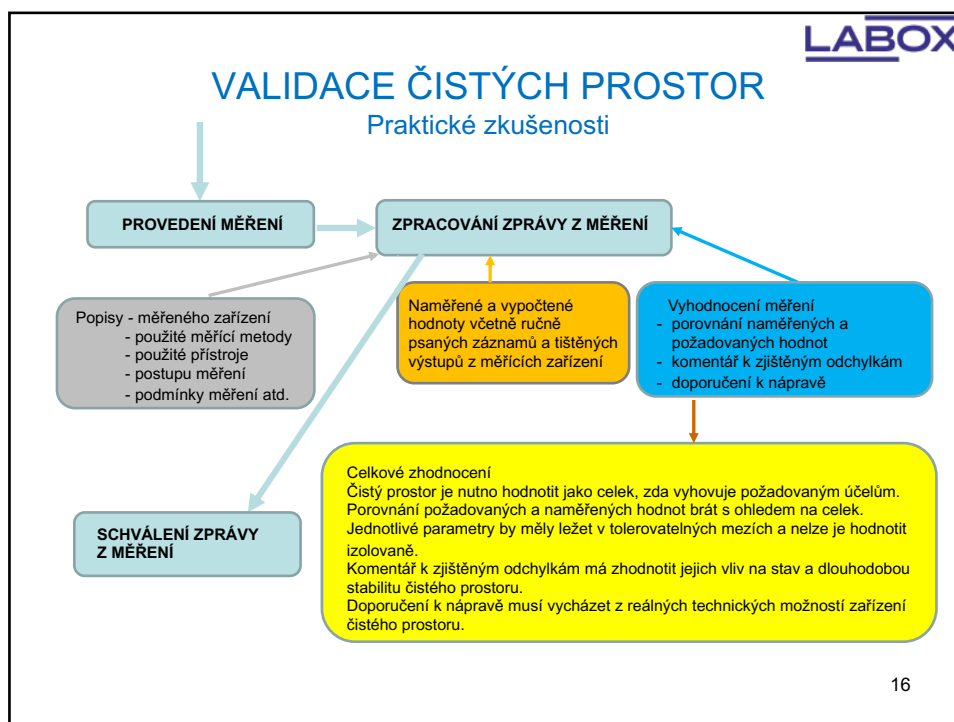 LABOX
VALIDACE ČISTÝCH PROSTOR
Praktické zkušenosti
PROVEDENÍ MĚŘENÍ
ZPRACOVÁNÍ ZPRÁVY Z MĚŘENÍ
Popisy - měřeného zařízení
- použité měřící metody
- použité přístroje
- postupu měření
- podmínky měření atd.
Naměřené a vypočtené
hodnoty včetně ručně
psaných záznamů a tištěných
výstupů z měřících zařízení
Vyhodnocení měření
- porovnání naměřených a
požadovaných hodnot
- komentář k zjištěným odchylkám
- doporučení k nápravě
SCHVÁLENÍ ZPRÁVY
Z MĚŘENÍ
Celkové zhodnocení
Čistý prostor je nutno hodnotit jako celek, zda vyhovuje požadovaným účelům.
Porovnání požadovaných a naměřených hodnot brát s ohledem na celek.
Jednotlivé parametry by měly ležet v tolerovatelných mezích a nelze je hodnotit
izolovaně.
Komentář k zjištěným odchylkám má zhodnotit jejich vliv na stav a dlouhodobou
stabilitu čistého prostoru.
Doporučení k nápravě musí vycházet z reálných technických možností zařízení
čistého prostoru.
16